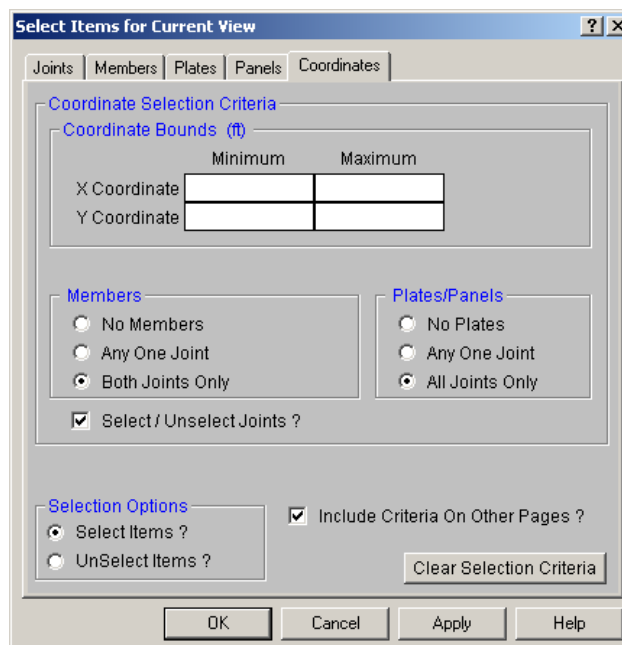 Select Items for Current View
Joints Members Plates Panels Coordinates
Coordinate Selection Criteria
Coordinate Bounds (ft)
Minimum Maximum
X Coordinate
Y Coordinate
Members
No Members
Any One Joint
Both Joints Only
Plates/Panels
No Plates
Any One Joint
All Joints Only
Select / Unselect Joints ?
Selection Options
Select Items ?
UnSelect Items ?
Include Criteria On Other Pages ?
Clear Selection Criteria
OK Cancel Apply Help